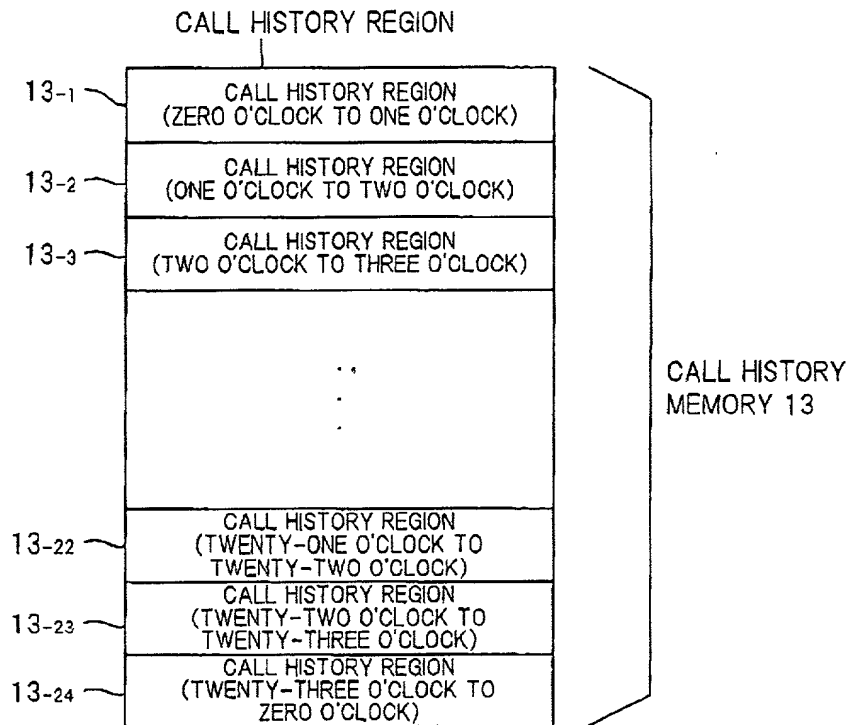 CALL HISTORY REGION
13-1
CALL HISTORY REGION
(ZERO O'CLOCK TO ONE O'CLOCK)
13-2
CALL HISTORY REGION
(ONE O'CLOCK TO TWO O'CLOCK)
13-3
CALL HISTORY REGION
(TWO O'CLOCK TO THREE O'CLOCK)
CALL HISTORY
MEMORY 13
13-22
CALL HISTORY REGION
(TWENTY-ONE O'CLOCK TO
TWENTY-TWO O'CLOCK)
13-23
CALL HISTORY REGION
(TWENTY-TWO O'CLOCK TO
TWENTY-THREE O'CLOCK)
13-24
CALL HISTORY REGION
(TWENTY-THREE O'CLOCK TO
ZERO O'CLOCK)